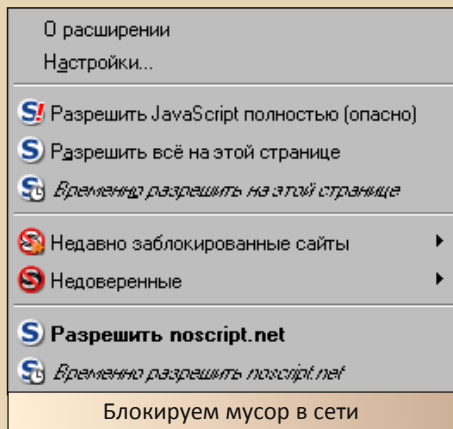 О расширении
Настройки...
Разрешить JavaScript полностью (опасно)
Разрешить всё на этой странице
Временно разрешить на этой странице
Недавно заблокированные сайты
Недоверенные
Разрешить noscript.net
Временно разрешить noscript.net
Блокируем мусор в сети